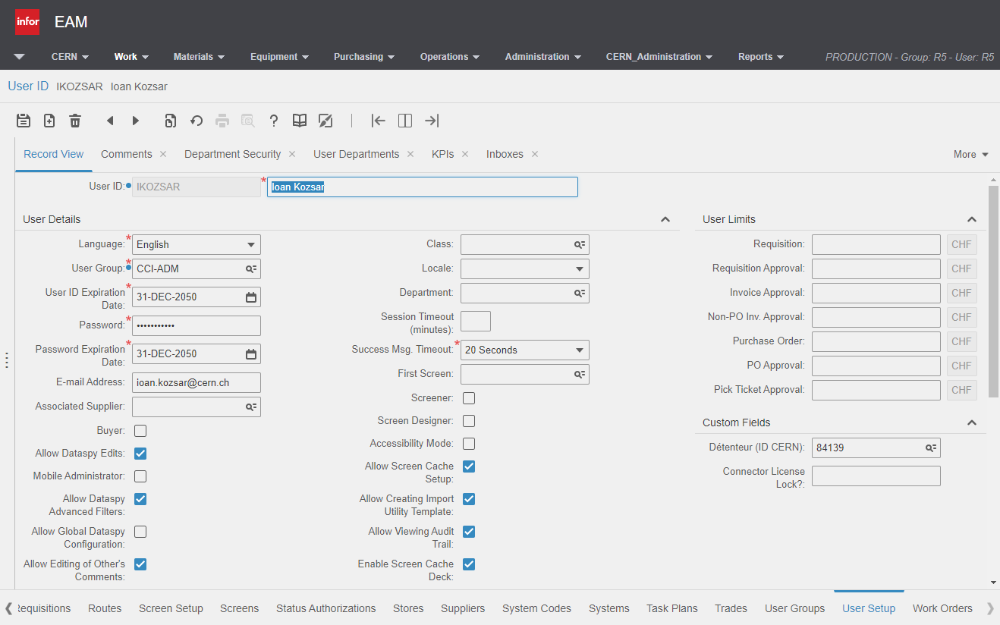 infor EAM
CERN Work Materials Equipment Purchasing Operations Administration CERN_Administration Reports PRODUCTION - Group: R5 - User: R5
User ID IKOZSAR Ioan Kozsar
Record View Comments × Department Security × User Departments × KPIs × Inboxes × More
User ID: IKOZSAR * Ioan Kozsar
User Details
Language: * English
User Group: * CCI-ADM
User ID Expiration
Date: * 31-DEC-2050
Password: * •••••••••••
Password Expiration
Date: * 31-DEC-2050
E-mail Address: ioan.kozsar@cern.ch
Associated Supplier:
Buyer:
Allow Dataspy Edits:
Mobile Administrator:
Allow Dataspy
Advanced Filters:
Allow Global Dataspy
Configuration:
Allow Editing of Other's
Comments:
Class:
Locale:
Department:
Session Timeout
(minutes):
Success Msg. Timeout: * 20 Seconds
First Screen:
Screener:
Screen Designer:
Accessibility Mode:
Allow Screen Cache
Setup:
Allow Creating Import
Utility Template:
Allow Viewing Audit
Trail:
Enable Screen Cache
Deck:
User Limits
Requisition: CHF
Requisition Approval: CHF
Invoice Approval: CHF
Non-PO Inv. Approval: CHF
Purchase Order: CHF
PO Approval: CHF
Pick Ticket Approval: CHF
Custom Fields
Détenteur (ID CERN): 84139
Connector License
Lock?:
Requisitions Routes Screen Setup Screens Status Authorizations Stores Suppliers System Codes Systems Task Plans Trades User Groups User Setup Work Orders